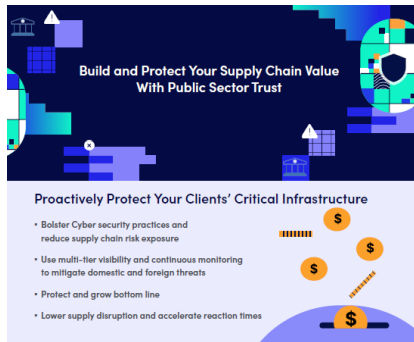 Build and Protect Your Supply Chain Value
With Public Sector Trust
Proactively Protect Your Clients' Critical Infrastructure
• Bolster Cyber security practices and
reduce supply chain risk exposure
• Use multi-tier visibility and continuous monitoring
to mitigate domestic and foreign threats
• Protect and grow bottom line
• Lower supply disruption and accelerate reaction times
$
$
$
$
$